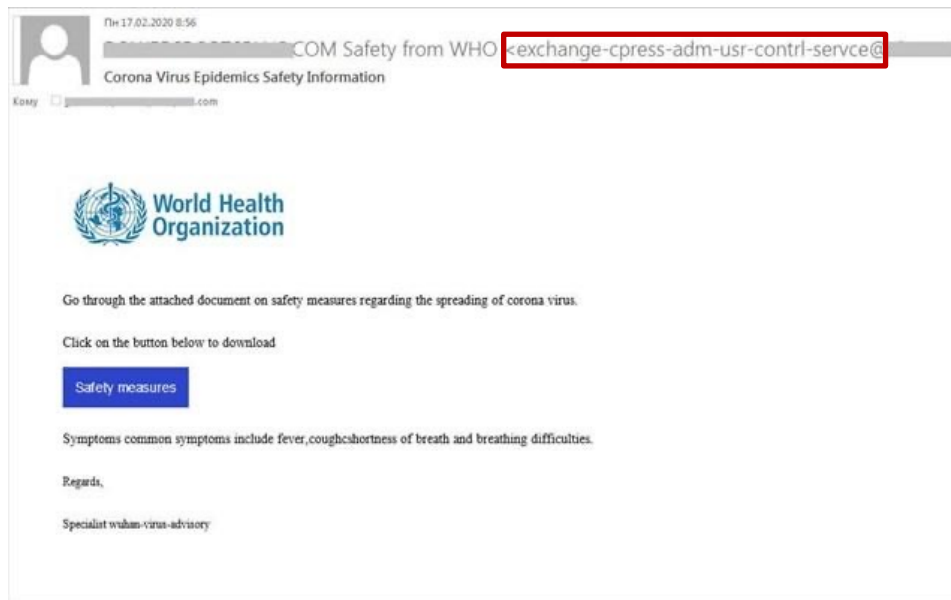 Пн 17.02.2020 8:56
COM Safety from WHO <exchange-cpress-adm-usr-contrl-servce@
Corona Virus Epidemics Safety Information
Кому .com
World Health
Organization
Go through the attached document on safety measures regarding the spreading of corona virus.
Click on the button below to download
Safety measures
Symptoms common symptoms include fever,coughcshortness of breath and breathing difficulties.
Regards,
Specialist wuhan-virus-advisory